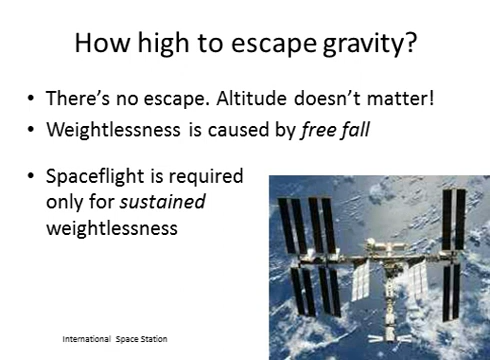 How high to escape gravity?
• There's no escape. Altitude doesn't matter!
• Weightlessness is caused by free fall
• Spaceflight is required
only for sustained
weightlessness
International Space Station